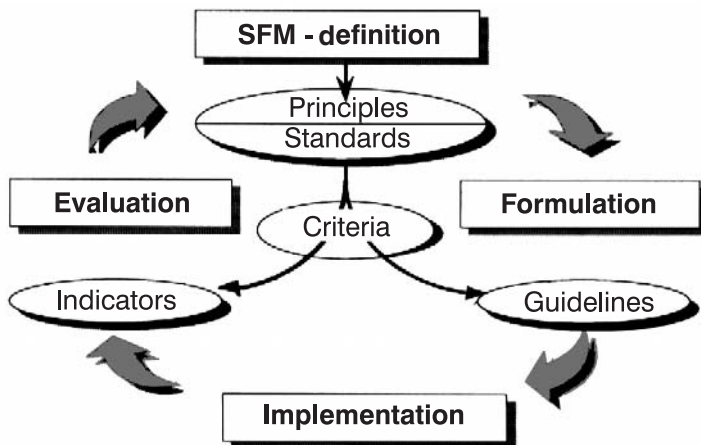 SFM - definition
Principles
Standards
Evaluation
Formulation
Criteria
Indicators
Guidelines
Implementation